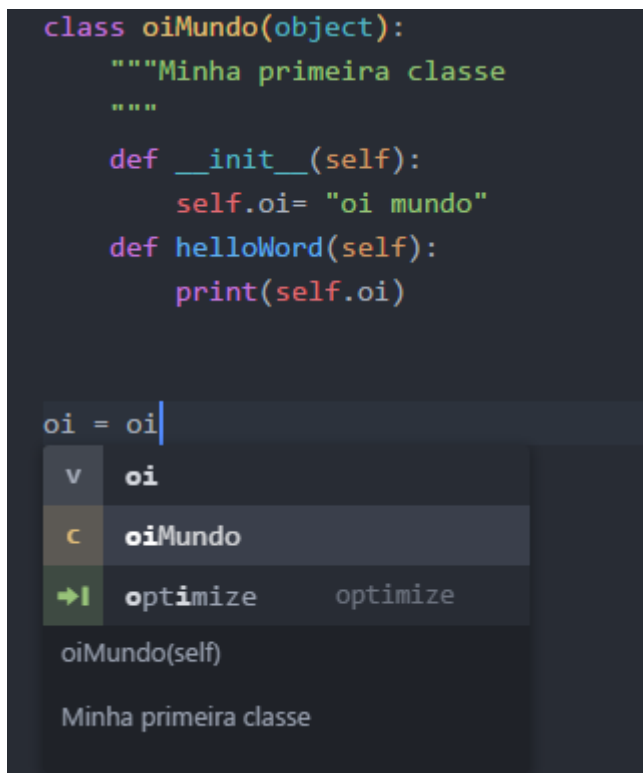 class oiMundo(object):
"""Minha primeira classe
"""
def __init__(self):
self.oi= "oi mundo"
def helloWord(self):
print(self.oi)
oi = oi
v oi
c oiMundo
optimize optimize
oiMundo(self)
Minha primeira classe